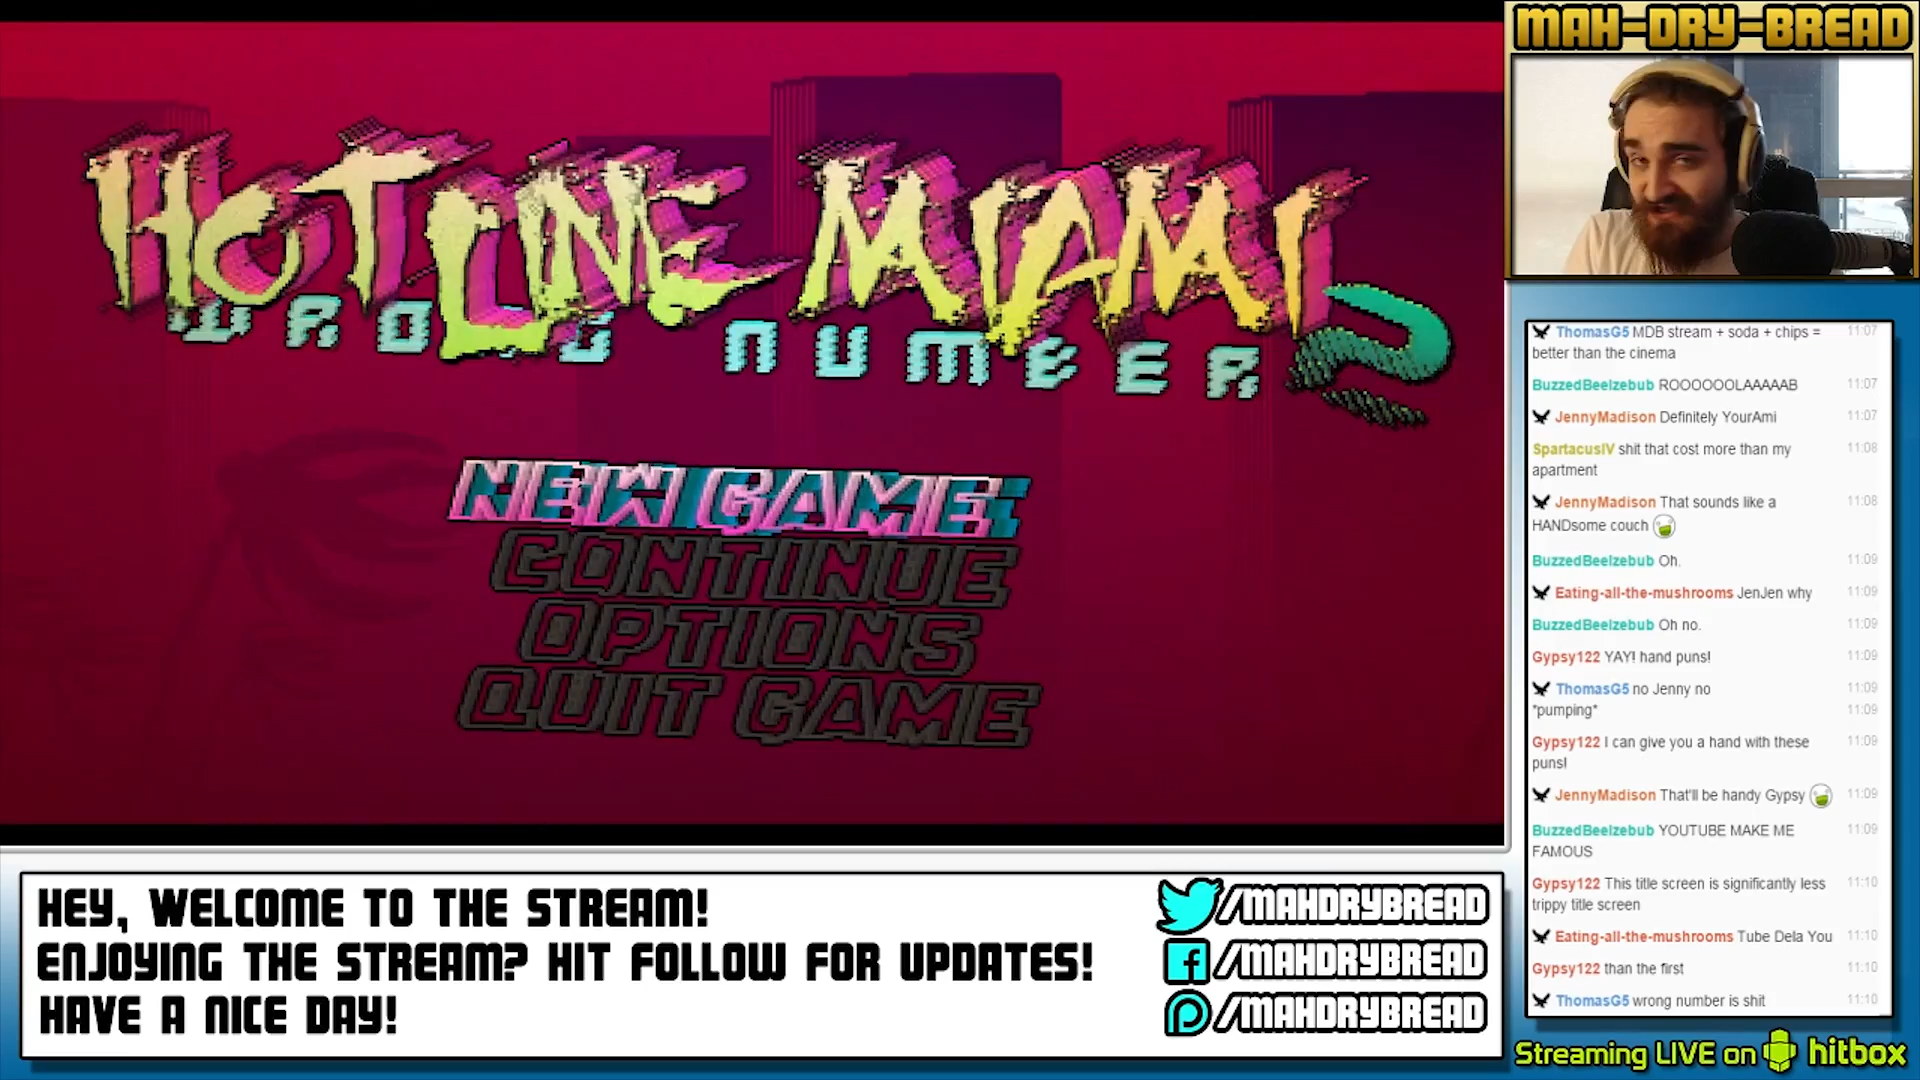 MAH-DRY-BREAD
HOTLINE MIAMI 2
WRONG NUMBER
NEW GAME
CONTINUE
OPTIONS
QUIT GAME
ThomasG5 MDB stream + soda + chips = 11:07
better than the cinema
BuzzedBeelzebub ROOOOOOLAAAAAB 11:07
JennyMadison Definitely YourAmi 11:07
SpartacusIV shit that cost more than my 11:08
apartment
JennyMadison That sounds like a 11:08
HANDsome couch
BuzzedBeelzebub Oh. 11:09
Eating-all-the-mushrooms JenJen why 11:09
BuzzedBeelzebub Oh no. 11:09
Gypsy122 YAY! hand puns! 11:09
ThomasG5 no Jenny no 11:09
*pumping* 11:09
Gypsy122 I can give you a hand with these 11:09
puns!
JennyMadison That'll be handy Gypsy 11:09
BuzzedBeelzebub YOUTUBE MAKE ME 11:09
FAMOUS
Gypsy122 This title screen is significantly less 11:10
trippy title screen
Eating-all-the-mushrooms Tube Dela You 11:10
Gypsy122 than the first 11:10
ThomasG5 wrong number is shit 11:10
HEY, WELCOME TO THE STREAM!
ENJOYING THE STREAM? HIT FOLLOW FOR UPDATES!
HAVE A NICE DAY!
/MAHDRYBREAD
/MAHDRYBREAD
/MAHDRYBREAD
Streaming LIVE on hitbox